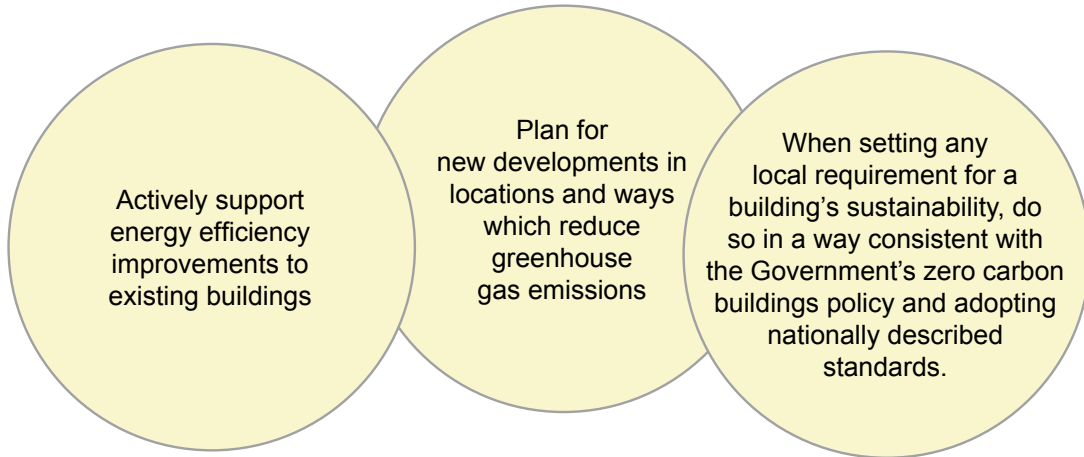 Actively support
energy efficiency
improvements to
existing buildings
Plan for
new developments in
locations and ways
which reduce
greenhouse
gas emissions
When setting any
local requirement for a
building’s sustainability, do
so in a way consistent with
the Government’s zero carbon
buildings policy and adopting
nationally described
standards.